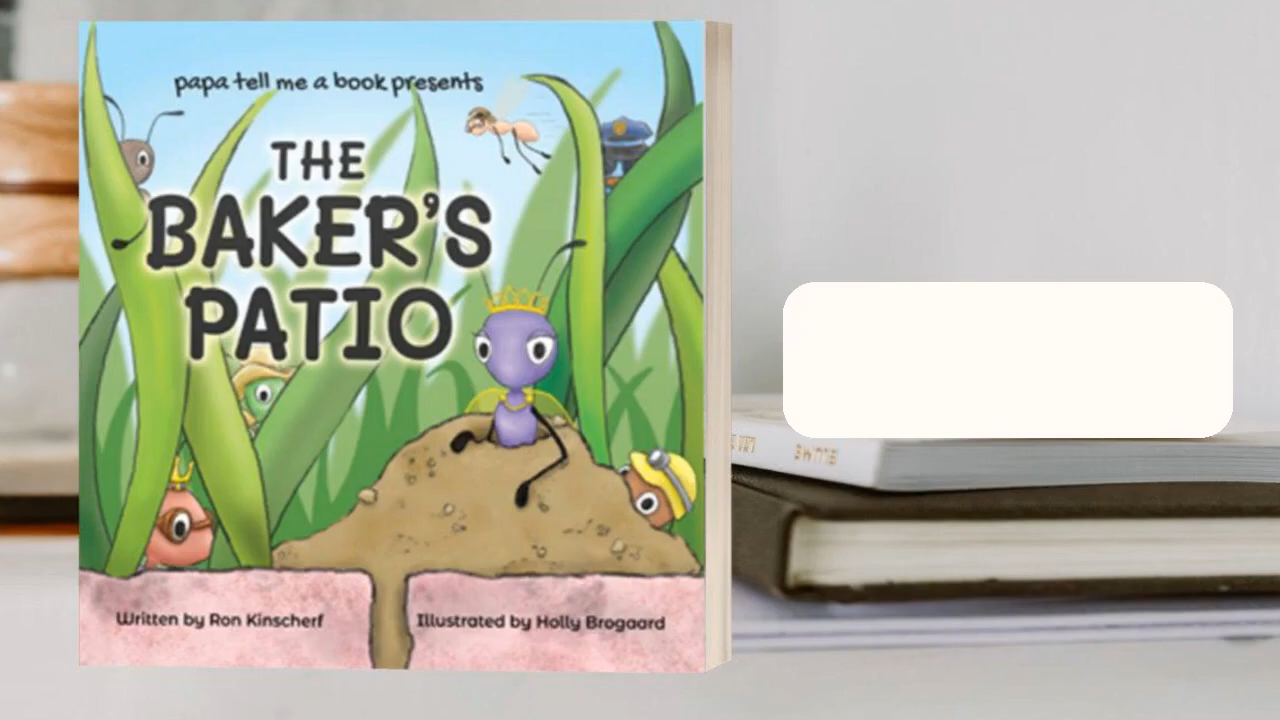 papa tell me a book presents
THE
BAKER'S
PATIO
Written by Ron Kinscherf
Illustrated by Holly Brogaard